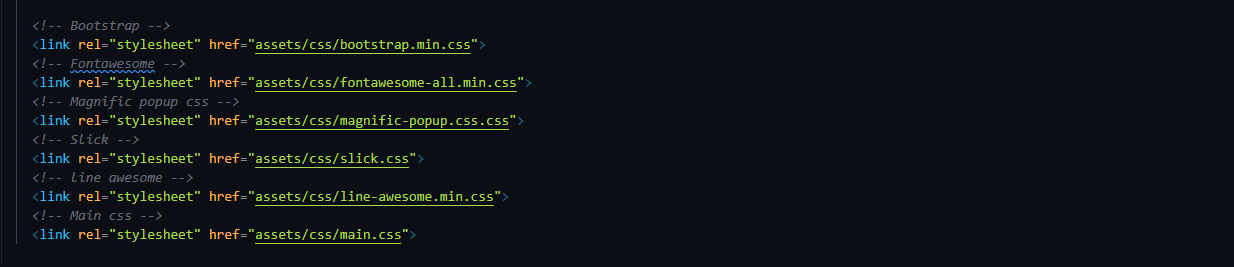 <!-- Bootstrap -->
<link rel="stylesheet" href="assets/css/bootstrap.min.css">
<!-- Fontawesome -->
<link rel="stylesheet" href="assets/css/fontawesome-all.min.css">
<!-- Magnific popup css -->
<link rel="stylesheet" href="assets/css/magnific-popup.css.css">
<!-- Slick -->
<link rel="stylesheet" href="assets/css/slick.css">
<!-- line awesome -->
<link rel="stylesheet" href="assets/css/line-awesome.min.css">
<!-- Main css -->
<link rel="stylesheet" href="assets/css/main.css">